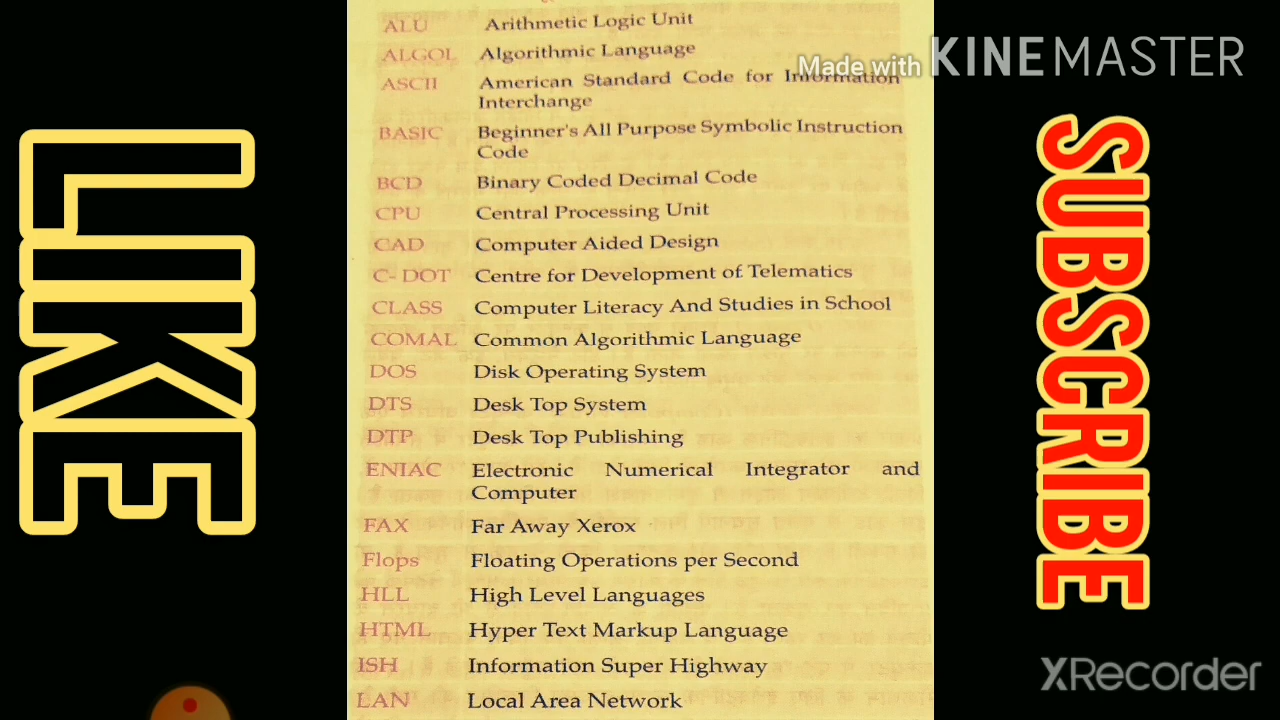 LIKE
Made with KINEMASTER
SUBSCRIBE
XRecorder
ALU Arithmetic Logic Unit
ALGOL Algorithmic Language
ASCII American Standard Code for Information
Interchange
BASIC Beginner's All Purpose Symbolic Instruction
Code
BCD Binary Coded Decimal Code
CPU Central Processing Unit
CAD Computer Aided Design
C- DOT Centre for Development of Telematics
CLASS Computer Literacy And Studies in School
COMAL Common Algorithmic Language
DOS Disk Operating System
DTS Desk Top System
DTP Desk Top Publishing
ENIAC Electronic Numerical Integrator and
Computer
FAX Far Away Xerox
Flops Floating Operations per Second
HLL High Level Languages
HTML Hyper Text Markup Language
ISH Information Super Highway
LAN Local Area Network